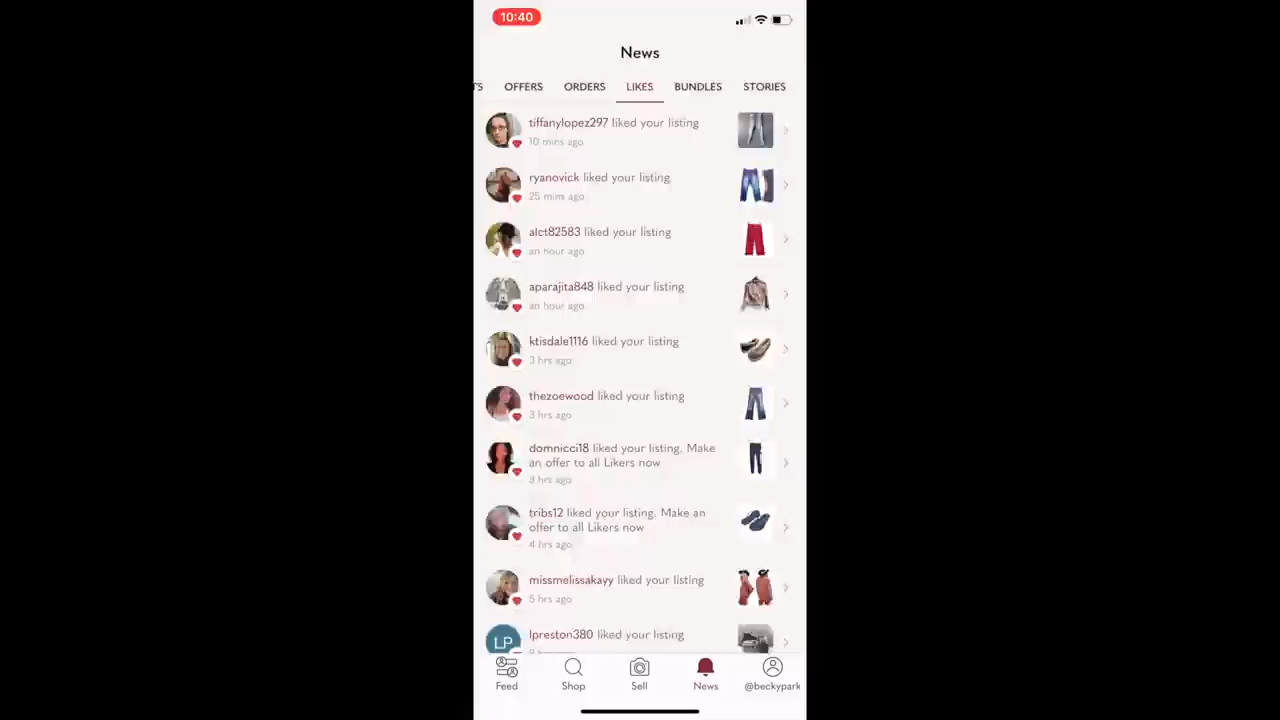 10:40
News
TS OFFERS ORDERS LIKES BUNDLES STORIES
tiffanylopez297 liked your listing
10 mins ago
ryanovick liked your listing
25 mins ago
alct82583 liked your listing
an hour ago
aparajita848 liked your listing
an hour ago
ktisdale1116 liked your listing
3 hrs ago
thezoewood liked your listing
3 hrs ago
domnicci18 liked your listing. Make
an offer to all Likers now
3 hrs ago
tribs12 liked your listing. Make an
offer to all Likers now
4 hrs ago
missmelissakayy liked your listing
5 hrs ago
LP
lpreston380 liked your listing
Feed Shop Sell News @beckypark